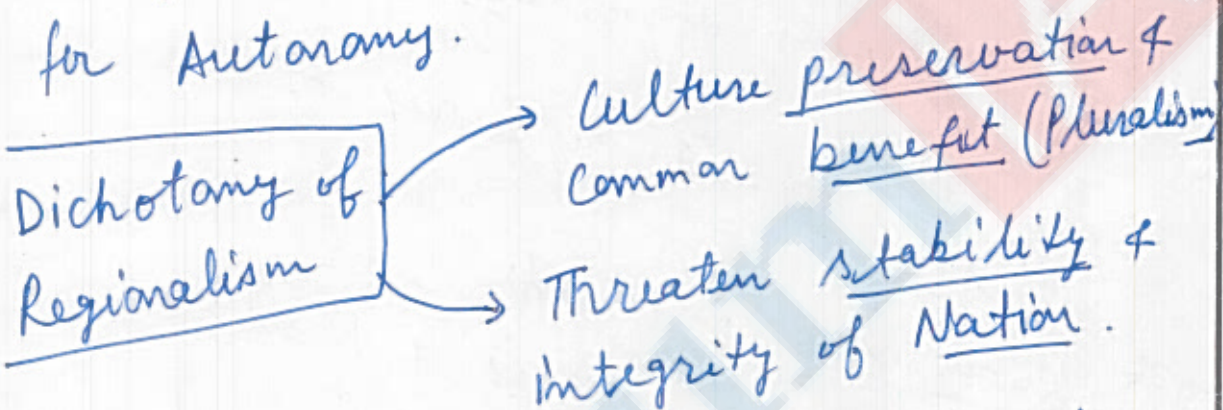 for Autonomy.
Dichotomy of
Regionalism
Culture preservation &
common benefit (Pluralism)
Threaten stability &
integrity of Nation.